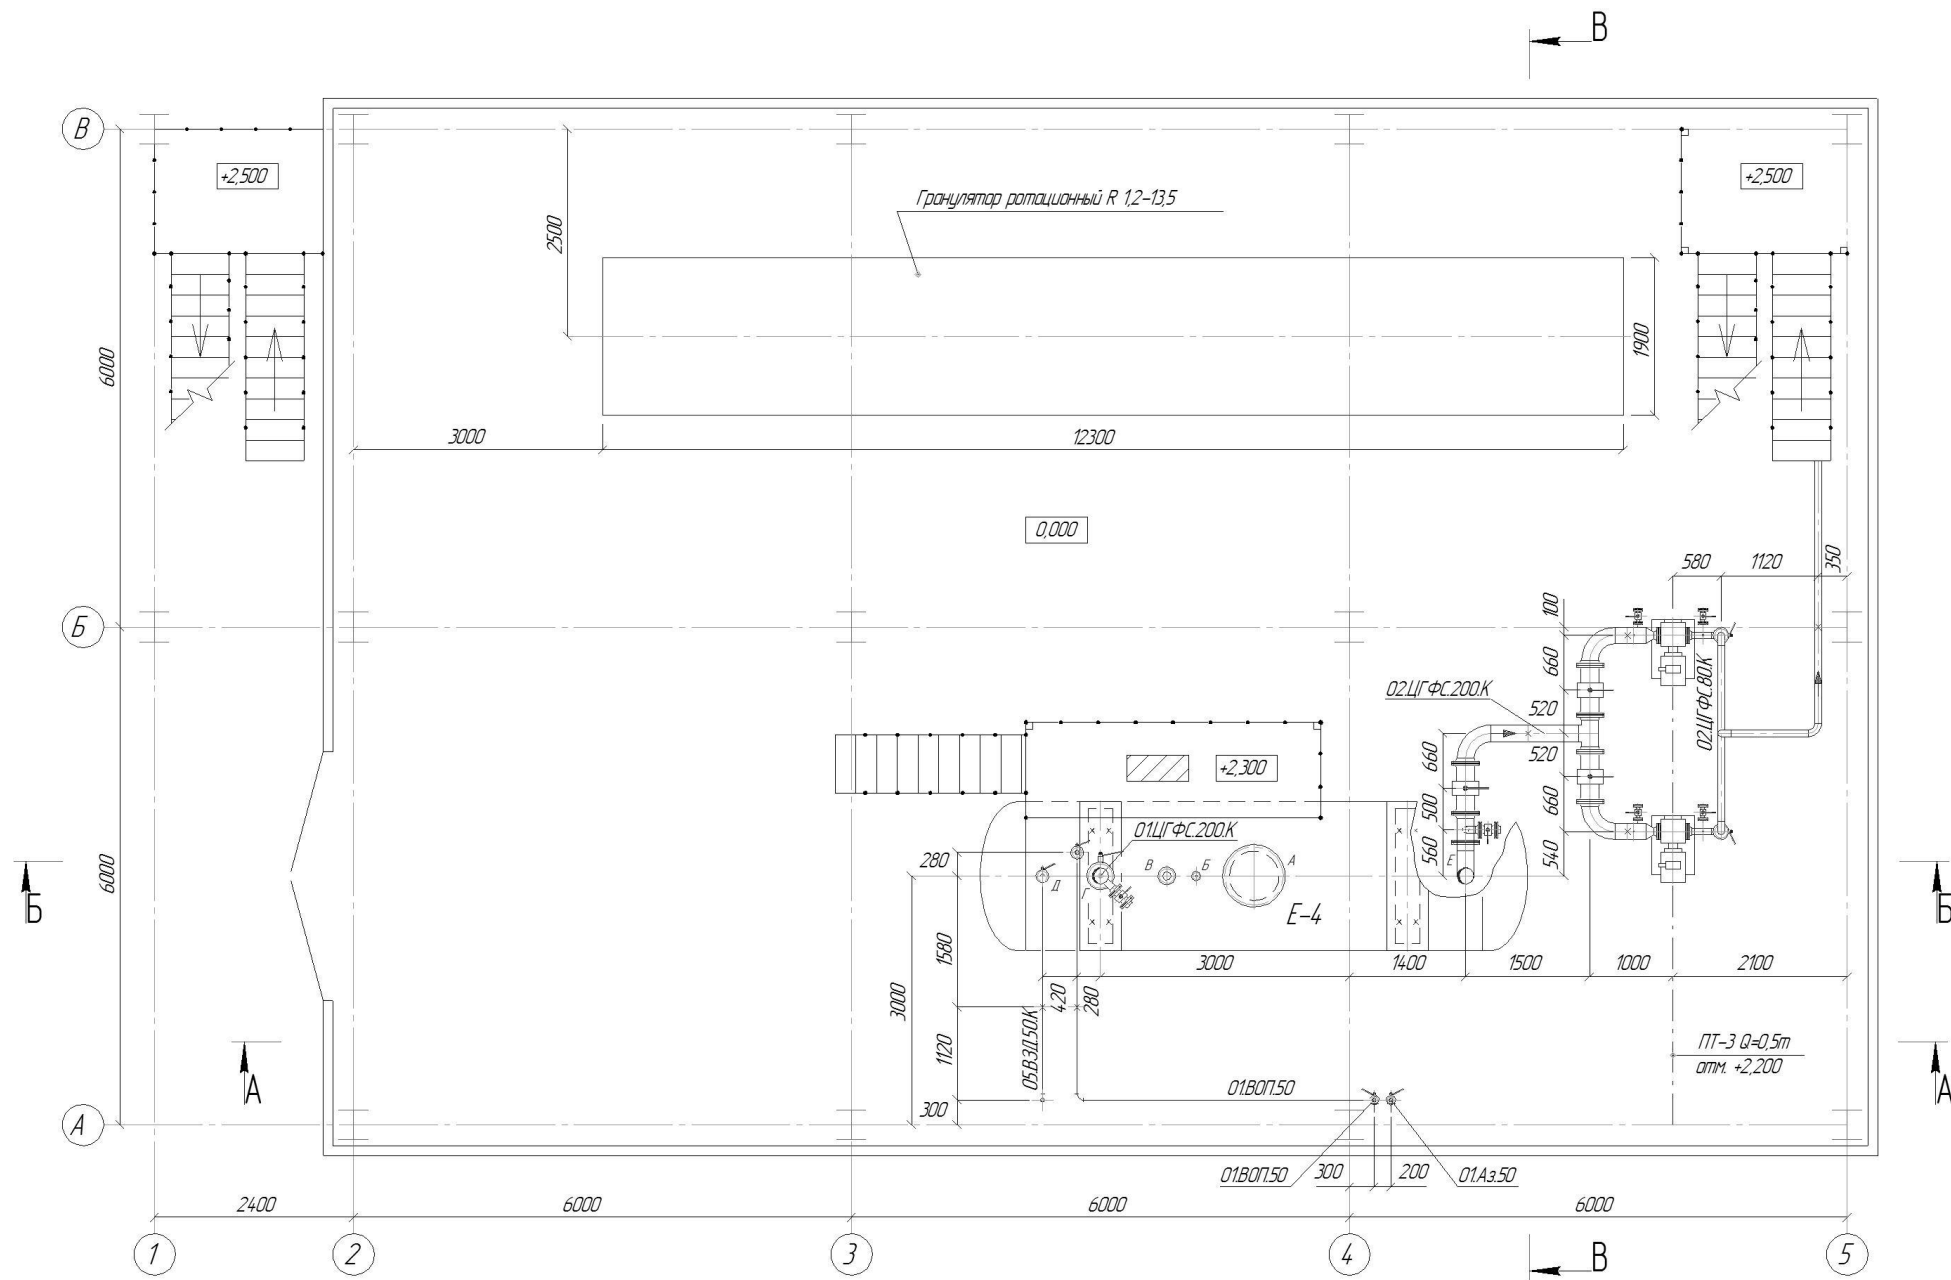 В
В
+2,500
+2,500
Гранулятор ротационный R 1,2-13,5
2500
6000
1900
3000
12300
0,000
580
1120
350
Б
100
660
02.ЦГФС.200.К
520
02.ЦГФС.80.К
660
520
+2,300
500
660
01.ЦГФС.200.К
560
540
280
Д
Г
В
Б
А
Е
Е-4
6000
Б
Б
1580
3000
1400
1500
1000
2100
3000
420
280
05.ВЗД.50.К
1120
ПТ-3 Q=0,5т
отм. +2,200
А
А
01.ВОП.50
300
А
01.ВОП.50
300
200
01.Аз.50
2400
6000
6000
6000
1
2
3
4
5
В